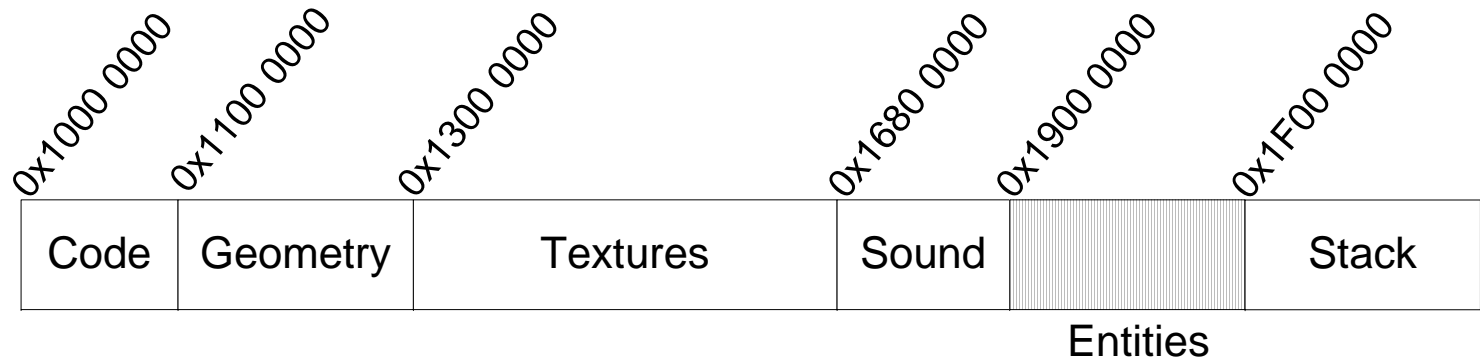 0x1000 0000
0x1100 0000
0x1300 0000
0x1680 0000
0x1900 0000
0x1F00 0000
Code
Geometry
Textures
Sound
Stack
Entities